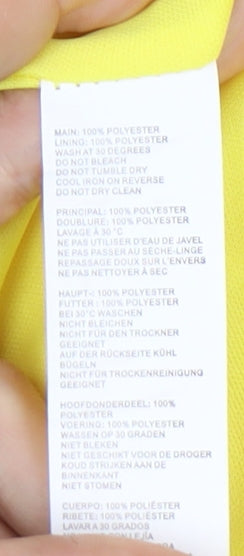 MAIN: 100% POLYESTER
LINING: 100% POLYESTER
WASH AT 30 DEGREES
DO NOT BLEACH
DO NOT TUMBLE DRY
COOL IRON ON REVERSE
DO NOT DRY CLEAN
PRINCIPAL: 100% POLYESTER
DOUBLURE: 100% POLYESTER
LAVAGE À 30 °C
NE PAS UTILISER D'EAU DE JAVEL
NE PAS PASSER AU SÈCHE-LINGE
REPASSAGE DOUX SUR L'ENVERS
NE PAS NETTOYER À SEC
HAUPT-: 100% POLYESTER
FUTTER : 100% POLYESTER
BEI 30°C WASCHEN
NICHT BLEICHEN
NICHT FÜR DEN TROCKNER
GEEIGNET
AUF DER RÜCKSEITE KÜHL
BÜGELN
NICHT FÜR TROCKENREINIGUNG
GEEIGNET
HOOFDONDERDEEL: 100%
POLYESTER
VOERING: 100% POLYESTER
WASSEN OP 30 GRADEN
NIET BLEKEN
NIET GESCHIKT VOOR DE DROGER
KOUD STRIJKEN AAN DE
BINNENKANT
NIET STOMEN
CUERPO: 100% POLIÉSTER
RIBETE: 100% POLIÉSTER
LAVAR A 30 GRADOS
NO CON LEJÍA